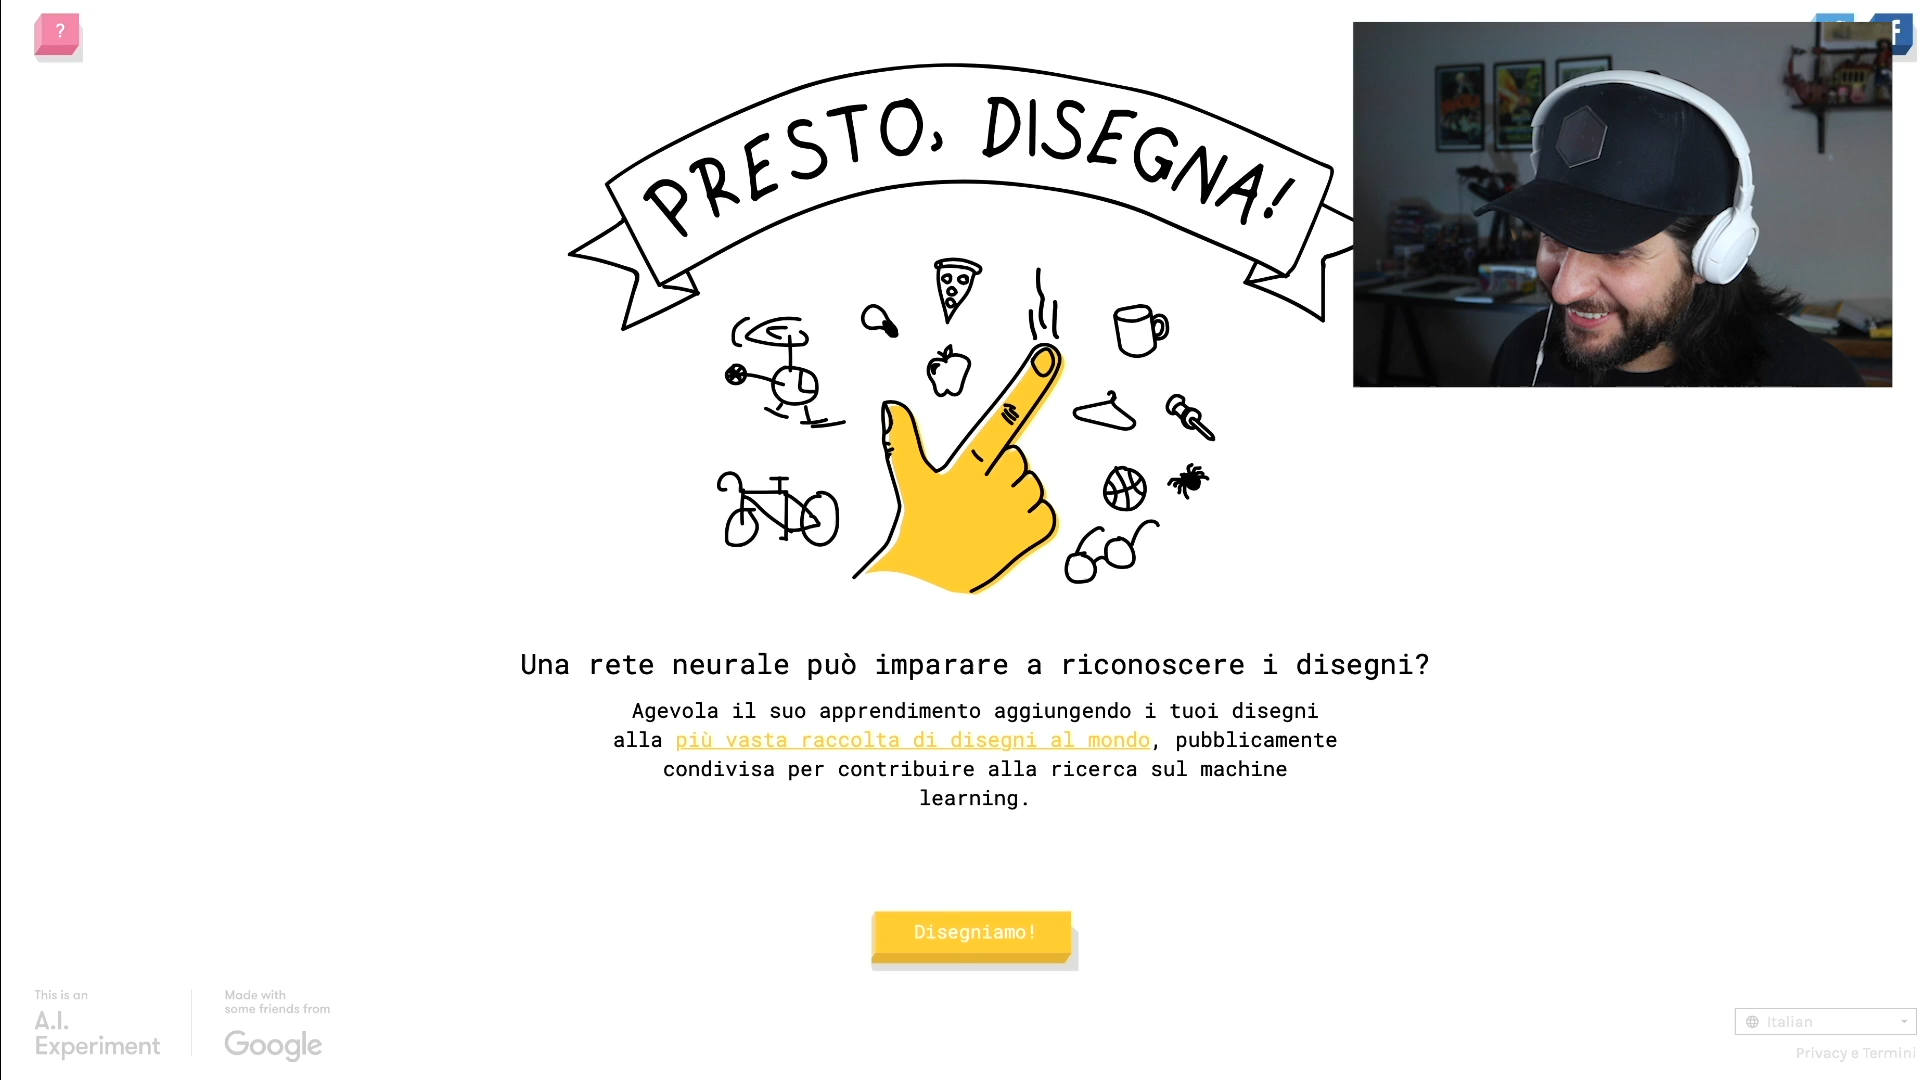 ?
f
PRESTO, DISEGNA!
Una rete neurale può imparare a riconoscere i disegni?
Agevola il suo apprendimento aggiungendo i tuoi disegni
alla più vasta raccolta di disegni al mondo, pubblicamente
condivisa per contribuire alla ricerca sul machine
learning.
Disegniamo!
This is an
A.I.
Experiment
Made with
some friends from
Google
Italian
Privacy e Termini